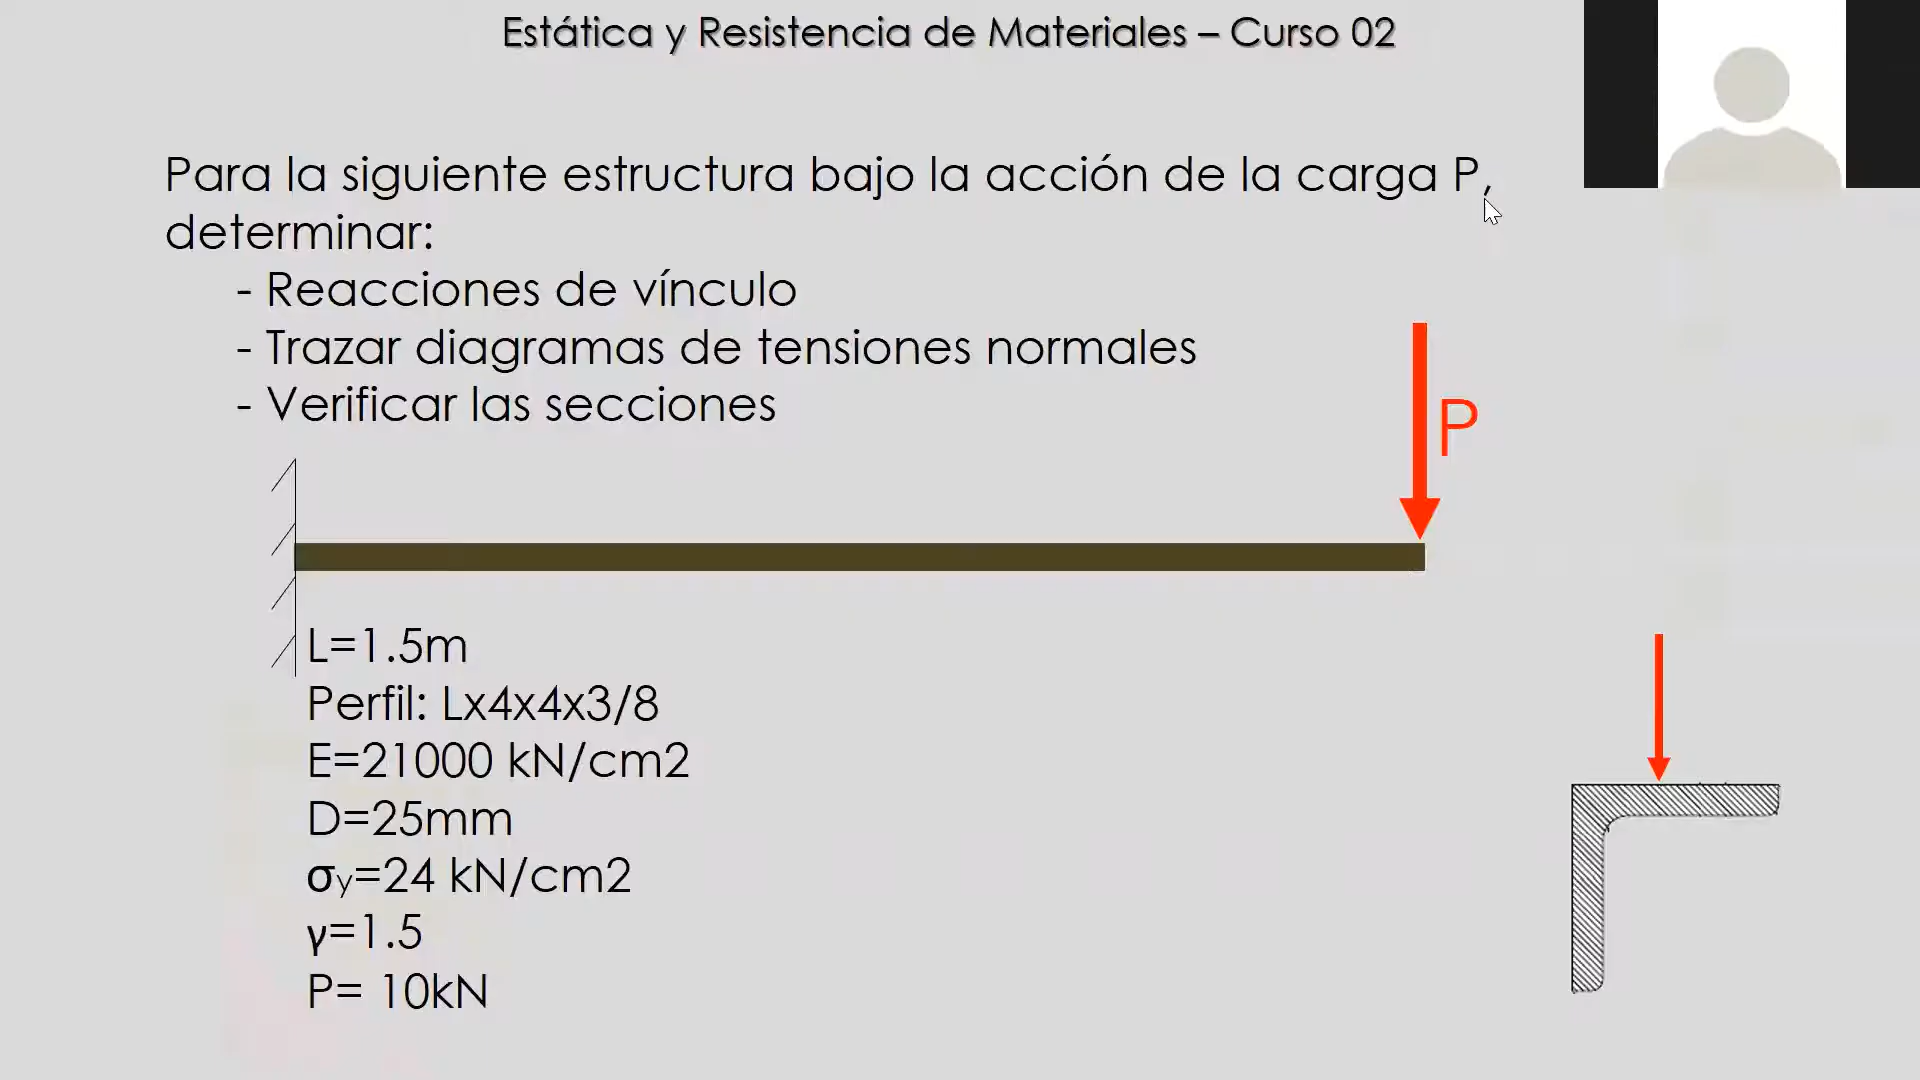 Estática y Resistencia de Materiales – Curso 02
Para la siguiente estructura bajo la acción de la carga P,
determinar:
- Reacciones de vínculo
- Trazar diagramas de tensiones normales
- Verificar las secciones
P
L=1.5m
Perfil: Lx4x4x3/8
E=21000 kN/cm2
D=25mm
σy=24 kN/cm2
γ=1.5
P= 10kN